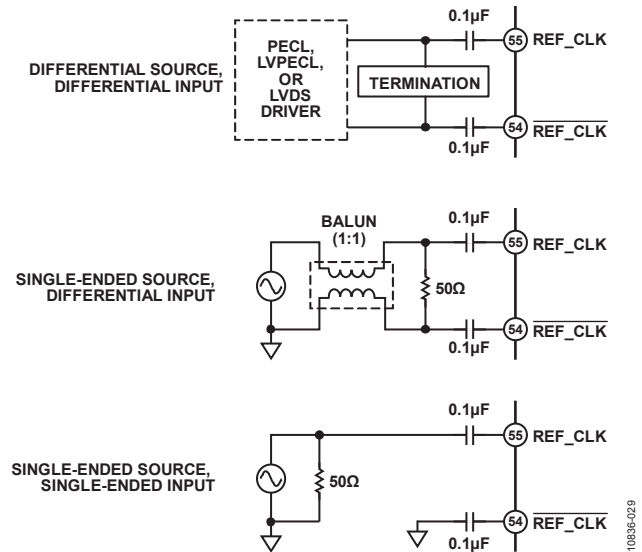 0.1µF
55 REF_CLK
DIFFERENTIAL SOURCE,
DIFFERENTIAL INPUT
PECL,
LVPECL,
OR
LVDS
DRIVER
TERMINATION
54 REF_CLK
0.1µF
BALUN
(1:1)
0.1µF
55 REF_CLK
SINGLE-ENDED SOURCE,
DIFFERENTIAL INPUT
50Ω
54 REF_CLK
0.1µF
0.1µF
55 REF_CLK
SINGLE-ENDED SOURCE,
SINGLE-ENDED INPUT
50Ω
54 REF_CLK
0.1µF
10836-029